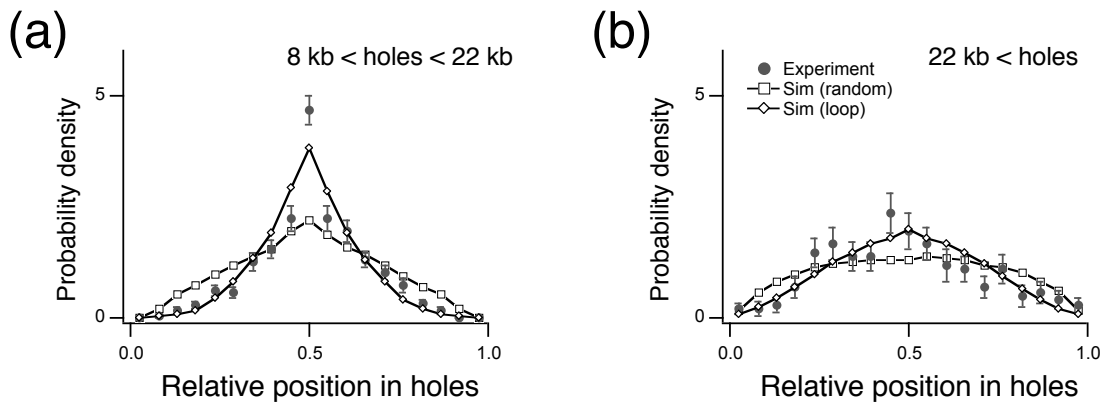 (a)
8 kb < holes < 22 kb
Probability density
5
0
0.0
0.5
1.0
Relative position in holes
(b)
22 kb < holes
Experiment
Sim (random)
Sim (loop)
Probability density
5
0
0.0
0.5
1.0
Relative position in holes